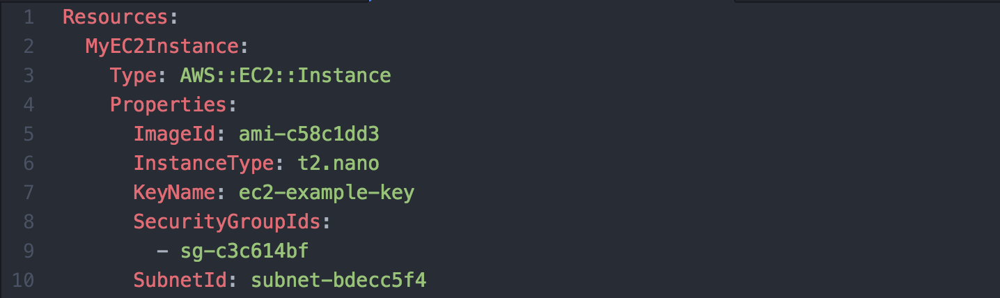 1 Resources:
2 MyEC2Instance:
3 Type: AWS::EC2::Instance
4 Properties:
5 ImageId: ami-c58c1dd3
6 InstanceType: t2.nano
7 KeyName: ec2-example-key
8 SecurityGroupIds:
9 - sg-c3c614bf
10 SubnetId: subnet-bdecc5f4